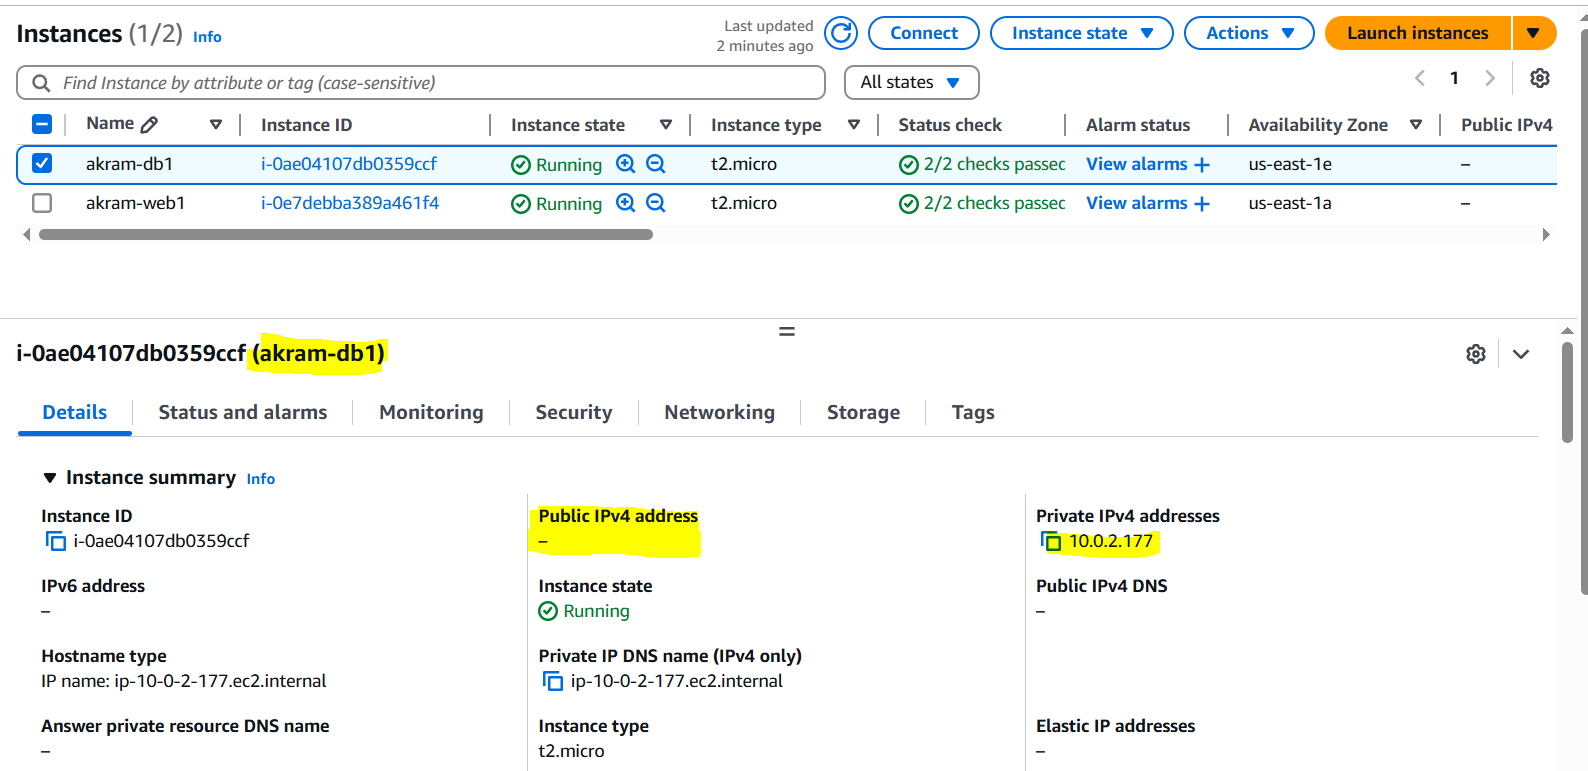 Instances (1/2) Info
Last updated
2 minutes ago
Connect
Instance state
Actions
Launch instances
Find Instance by attribute or tag (case-sensitive)
All states
1
Name Instance ID Instance state Instance type Status check Alarm status Availability Zone Public IPv4
akram-db1 i-0ae04107db0359ccf Running t2.micro 2/2 checks passec View alarms + us-east-1e –
akram-web1 i-0e7debba389a461f4 Running t2.micro 2/2 checks passec View alarms + us-east-1a –
i-0ae04107db0359ccf (akram-db1)
Details Status and alarms Monitoring Security Networking Storage Tags
Instance summary Info
Instance ID Public IPv4 address Private IPv4 addresses
i-0ae04107db0359ccf – 10.0.2.177
IPv6 address Instance state Public IPv4 DNS
– Running –
Hostname type Private IP DNS name (IPv4 only)
IP name: ip-10-0-2-177.ec2.internal ip-10-0-2-177.ec2.internal
Answer private resource DNS name Instance type Elastic IP addresses
– t2.micro –